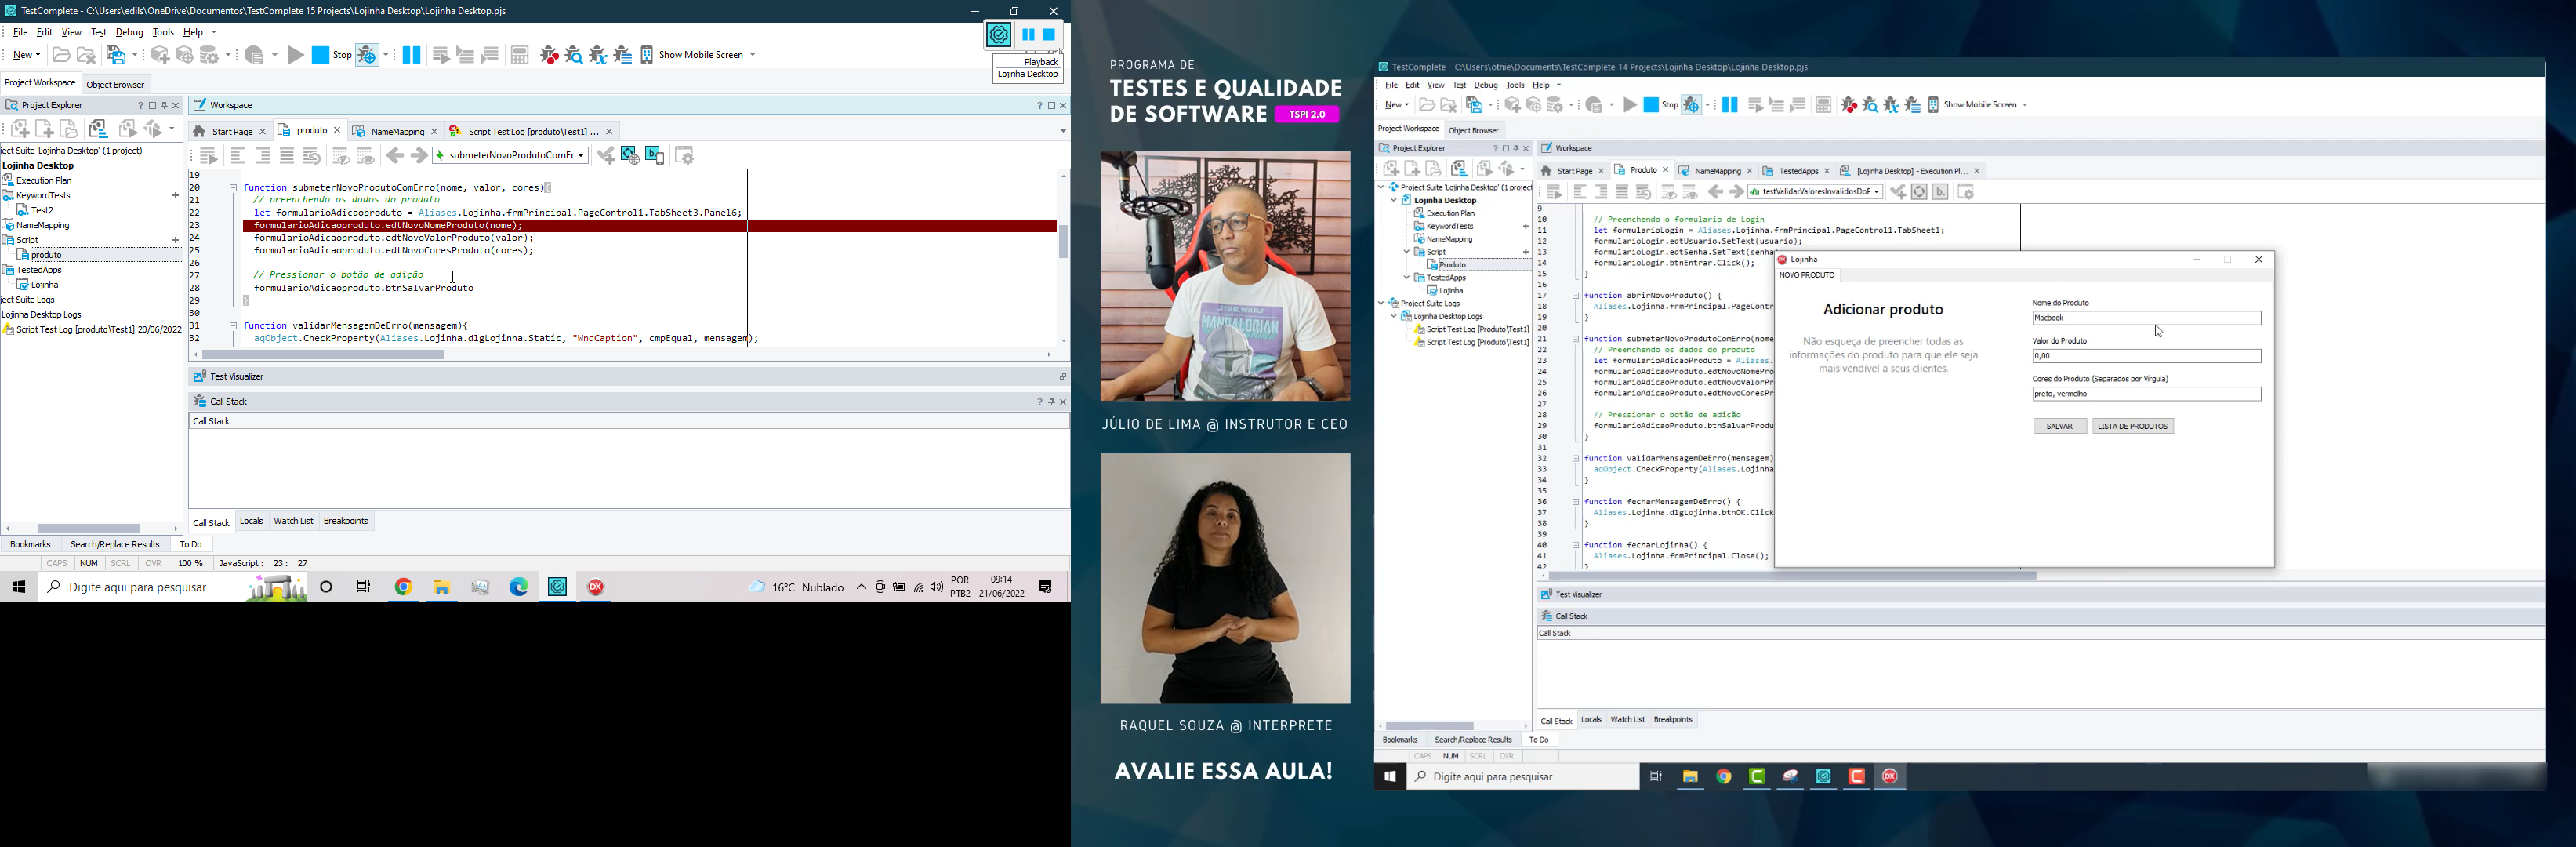 TestComplete - C:\Users\edils\OneDrive\Documentos\TestComplete 15 Projects\Lojinha Desktop\Lojinha Desktop.pjs
File Edit View Test Debug Tools Help
New Stop Show Mobile Screen
Playback
Lojinha Desktop
Project Workspace Object Browser
Project Explorer
ject Suite 'Lojinha Desktop' (1 project)
Lojinha Desktop
Execution Plan
KeywordTests
Test2
NameMapping
Script
produto
TestedApps
Lojinha
ject Suite Logs
Lojinha Desktop Logs
Script Test Log [produto\Test1] 20/06/2022
Workspace
Start Page produto NameMapping Script Test Log [produto\Test1] ...
submeterNovoProdutoComEr
19
20 function submeterNovoProdutoComErro(nome, valor, cores){
21 // preenchendo os dados do produto
22 let formularioAdicaoproduto = Aliases.Lojinha.frmPrincipal.PageControl1.TabSheet3.Panel6;
23 formularioAdicaoproduto.edtNovoNomeProduto(nome);
24 formularioAdicaoproduto.edtNovoValorProduto(valor);
25 formularioAdicaoproduto.edtNovoCoresProduto(cores);
26
27 // Pressionar o botão de adição
28 formularioAdicaoproduto.btnSalvarProduto
29 }
30
31 function validarMensagemDeErro(mensagem){
32 aqObject.CheckProperty(Aliases.Lojinha.dlgLojinha.Static, "WndCaption", cmpEqual, mensagem);
Test Visualizer
Call Stack
Call Stack
Call Stack Locals Watch List Breakpoints
Bookmarks Search/Replace Results To Do
CAPS NUM SCRL OVR 100 % JavaScript: 23: 27
Digite aqui para pesquisar
16°C Nublado
POR
PTB2
09:14
21/06/2022
PROGRAMA DE
TESTES E QUALIDADE
DE SOFTWARE TSPI 2.0
STAR WARS
MANDALORIAN
JÚLIO DE LIMA @ INSTRUTOR E CEO
RAQUEL SOUZA @ INTERPRETE
AVALIE ESSA AULA!
TestComplete - C:\Users\otnie\Documents\TestComplete 14 Projects\Lojinha Desktop\Lojinha Desktop.pjs
File Edit View Test Debug Tools Help
New Stop Show Mobile Screen
Project Workspace Object Browser
Project Explorer
Project Suite 'Lojinha Desktop' (1 project
Lojinha Desktop
Execution Plan
KeywordTests
NameMapping
Script
Produto
TestedApps
Lojinha
Project Suite Logs
Lojinha Desktop Logs
Script Test Log [Produto\Test1]
Script Test Log [Produto\Test1]
Workspace
Start Page Produto NameMapping TestedApps [Lojinha Desktop] - Execution Pl...
testValidarValoresInvalidosDoF
9
10 // Preenchendo o formulario de Login
11 let formularioLogin = Aliases.Lojinha.frmPrincipal.PageControl1.TabSheet1;
12 formularioLogin.edtUsuario.SetText(usuario);
13 formularioLogin.edtSenha.SetText(senha
14 formularioLogin.btnEntrar.Click();
15 }
16
17 function abrirNovoProduto() {
18 Aliases.Lojinha.frmPrincipal.PageContr
19 }
20
21 function submeterNovoProdutoComErro(nome
22 // Preenchendo os dados do produto
23 let formularioAdicaoProduto = Aliases.
24 formularioAdicaoProduto.edtNovoNomePro
25 formularioAdicaoProduto.edtNovoValorPr
26 formularioAdicaoProduto.edtNovoCoresPr
27
28 // Pressionar o botão de adição
29 formularioAdicaoProduto.btnSalvarProdu
30 }
31
32 function validarMensagemDeErro(mensagem)
33 aqObject.CheckProperty(Aliases.Lojinha
34 }
35
36 function fecharMensagemDeErro() {
37 Aliases.Lojinha.dlgLojinha.btnOK.Click
38 }
39
40 function fecharLojinha() {
41 Aliases.Lojinha.frmPrincipal.Close();
42 }
Lojinha
NOVO PRODUTO
Adicionar produto
Não esqueça de preencher todas as
informações do produto para que ele seja
mais vendível a seus clientes.
Nome do Produto
Macbook
Valor do Produto
0,00
Cores do Produto (Separados por Vírgula)
preto, vermelho
SALVAR LISTA DE PRODUTOS
Test Visualizer
Call Stack
Call Stack
Call Stack Locals Watch List Breakpoints
Bookmarks Search/Replace Results To Do
CAPS NUM SCRL OVR
Digite aqui para pesquisar